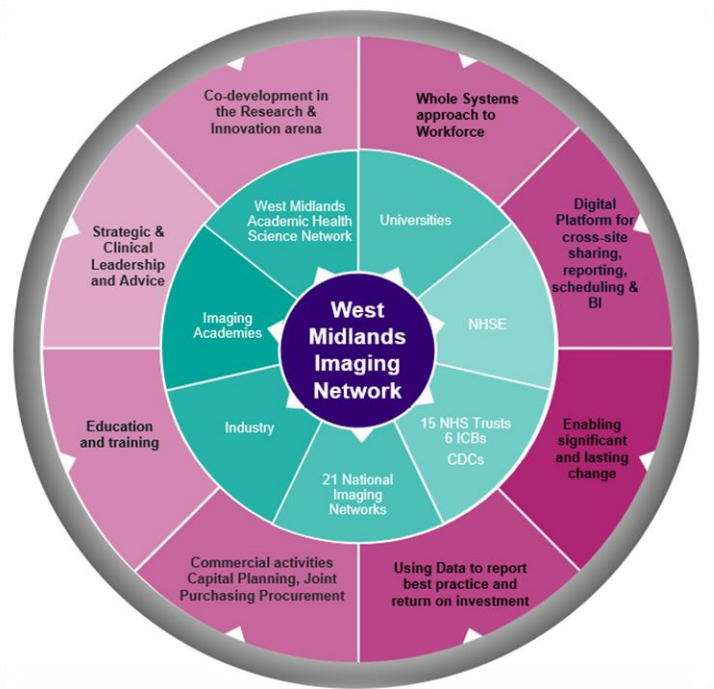 Co-development in
the Research &
Innovation arena
Whole Systems
approach to
Workforce
Digital
Platform for
cross-site
sharing,
reporting,
scheduling &
BI
Enabling
significant
and lasting
change
Using Data to report
best practice and
return on investment
Commercial activities
Capital Planning, Joint
Purchasing Procurement
Education
and training
Strategic &
Clinical
Leadership
and Advice
West Midlands
Academic Health
Science Network
Universities
NHSE
15 NHS Trusts
6 ICBs
CDCs
21 National
Imaging
Networks
Industry
Imaging
Academies
West
Midlands
Imaging
Network